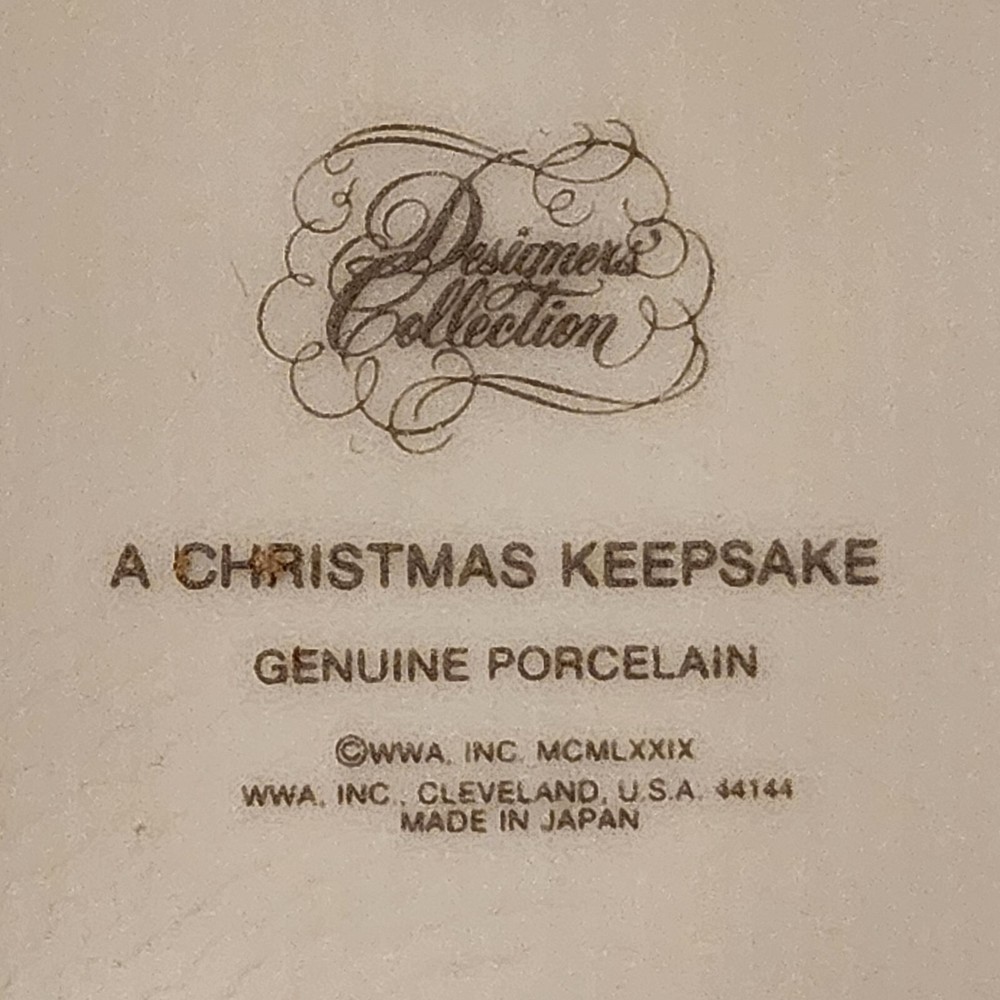 Designers'
Collection
A CHRISTMAS KEEPSAKE
GENUINE PORCELAIN
©WWA, INC. MCMLXXIX
WWA, INC., CLEVELAND, U.S.A. 44144
MADE IN JAPAN